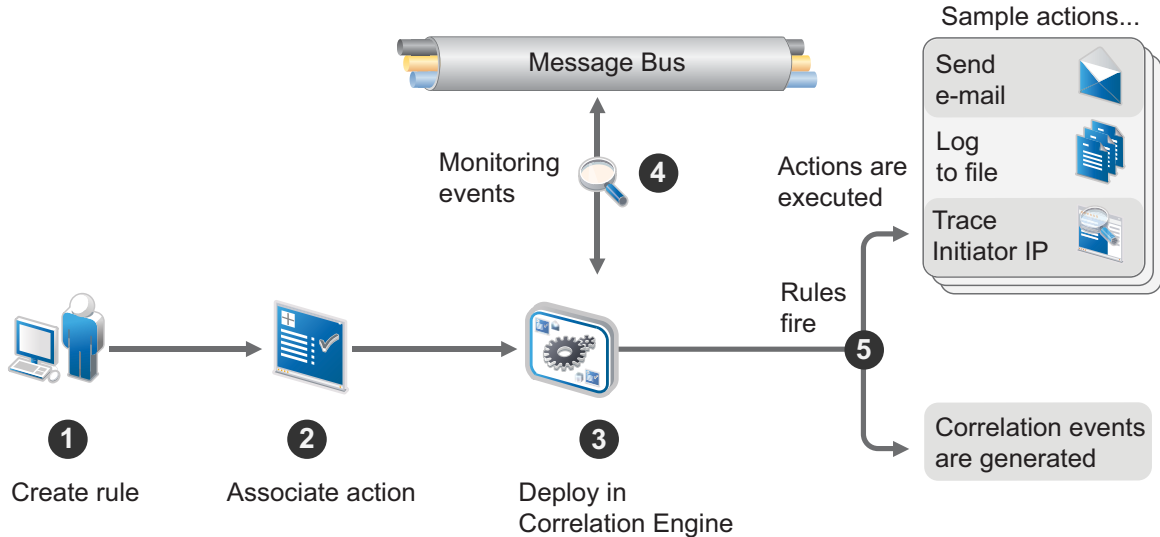 Sample actions...
Message Bus
Send
e-mail
Log
to file
Trace
Initiator IP
Monitoring
events
4
Actions are
executed
Rules
fire
5
1
2
3
Create rule
Associate action
Deploy in
Correlation Engine
Correlation events
are generated